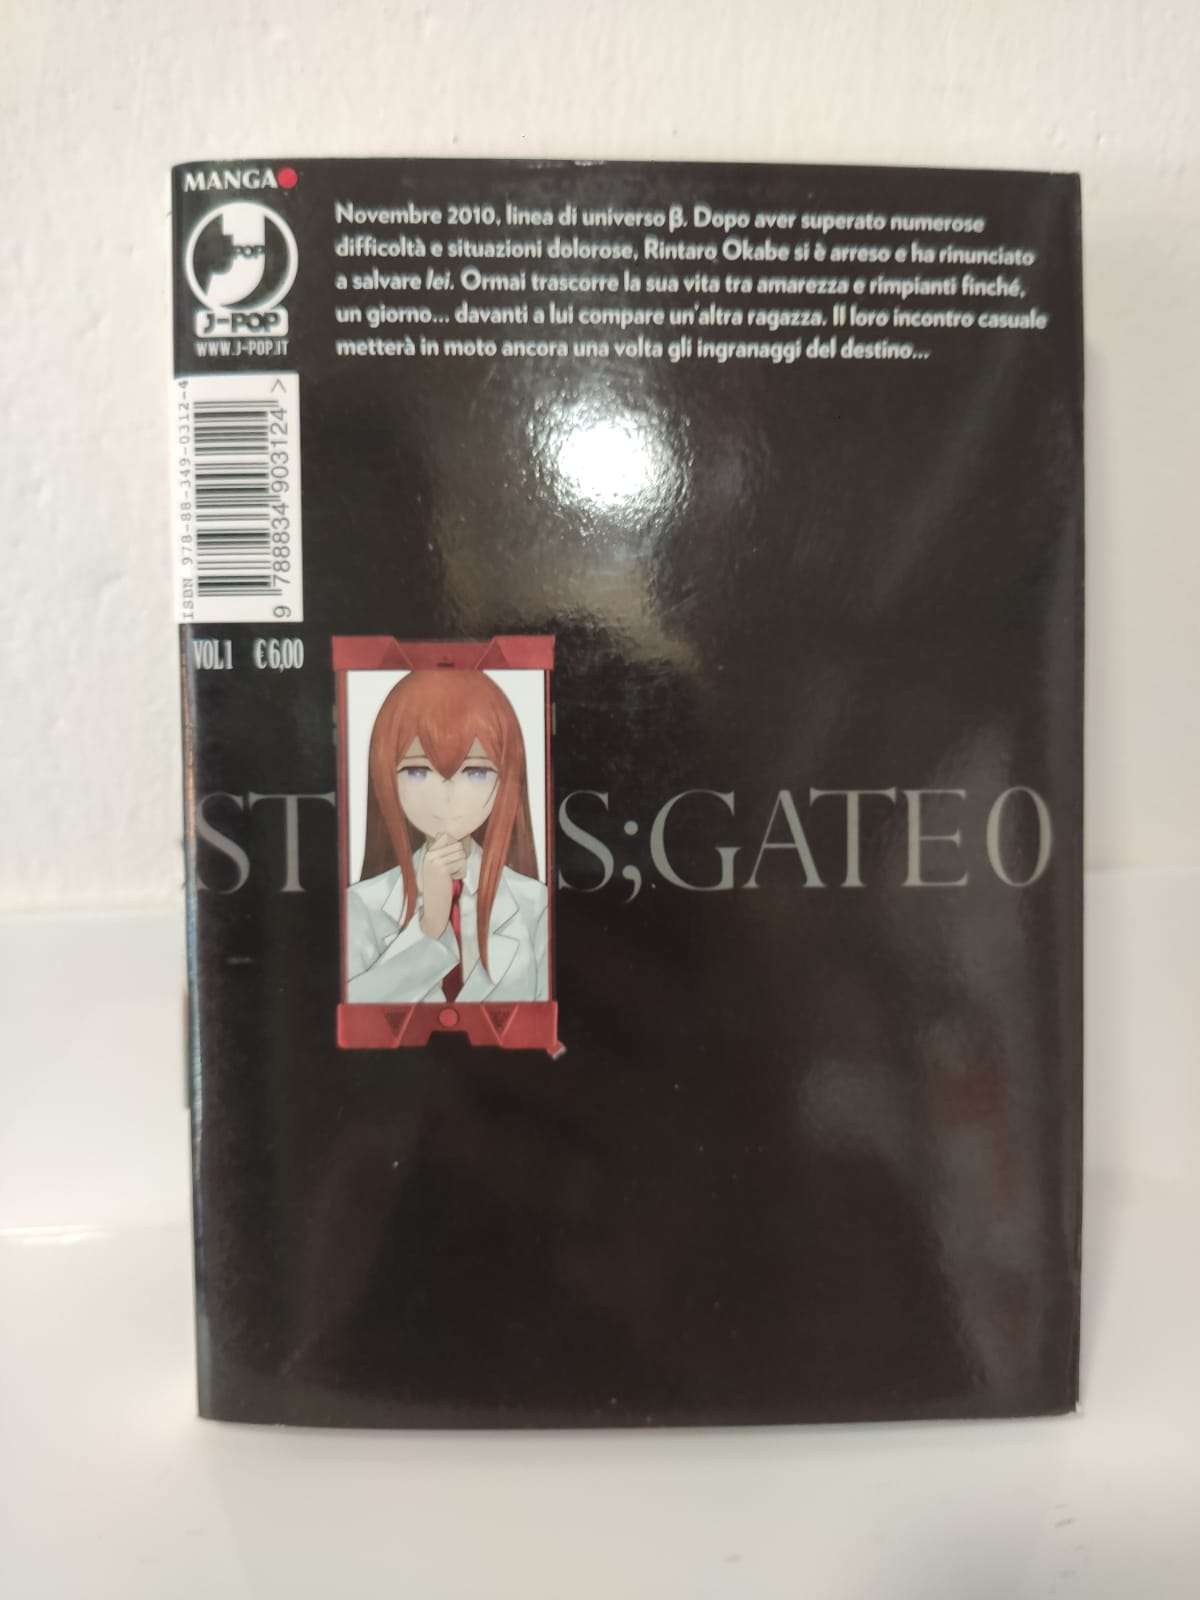 MANGA
J-POP
J-POP
WWW.J-POP.IT
Novembre 2010, linea di universo β. Dopo aver superato numerose
difficoltà e situazioni dolorose, Rintaro Okabe si è arreso e ha rinunciato
a salvare lei. Ormai trascorre la sua vita tra amarezza e rimpianti finché,
un giorno... davanti a lui compare un'altra ragazza. Il loro incontro casuale
metterà in moto ancora una volta gli ingranaggi del destino...
ISBN 978-88-349-0312-4
9 788834 903124 >
VOL 1 € 6,00
ST S;GATE 0